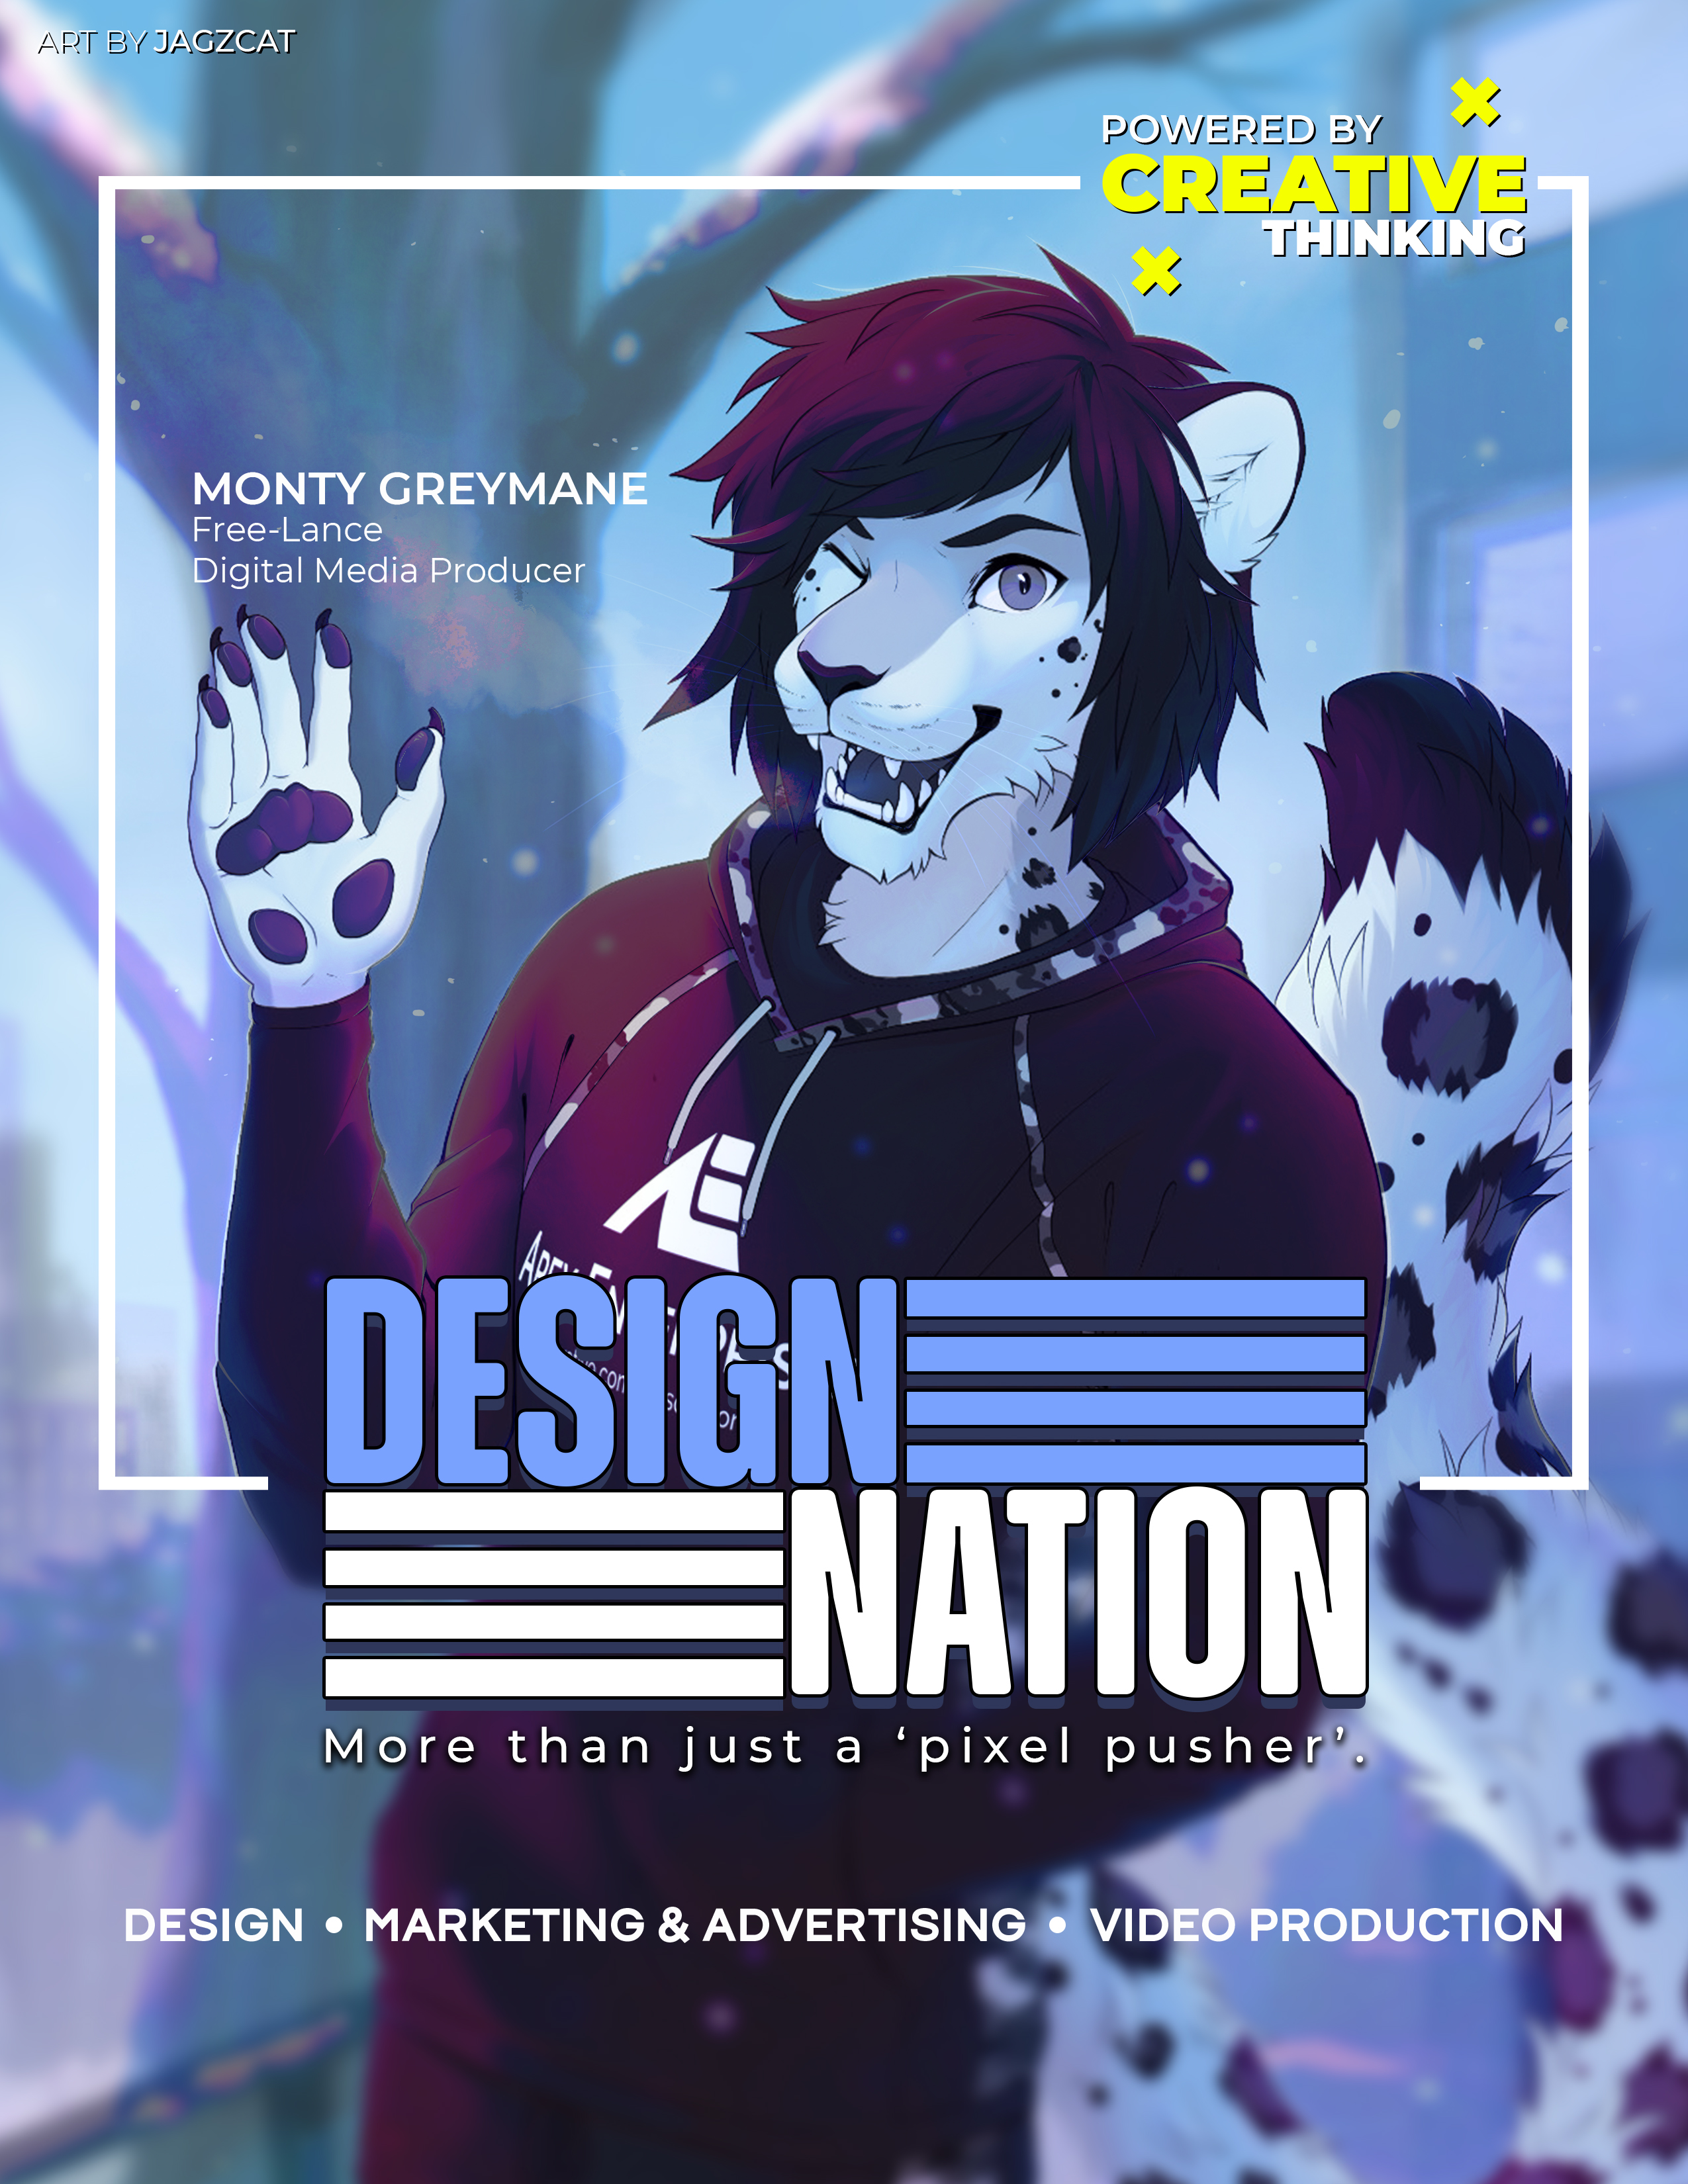 ART BY JAGZCAT
POWERED BY
CREATIVE
THINKING
MONTY GREYMANE
Free-Lance
Digital Media Producer
DESIGN
NATION
More than just a ‘pixel pusher’.
DESIGN • MARKETING & ADVERTISING • VIDEO PRODUCTION